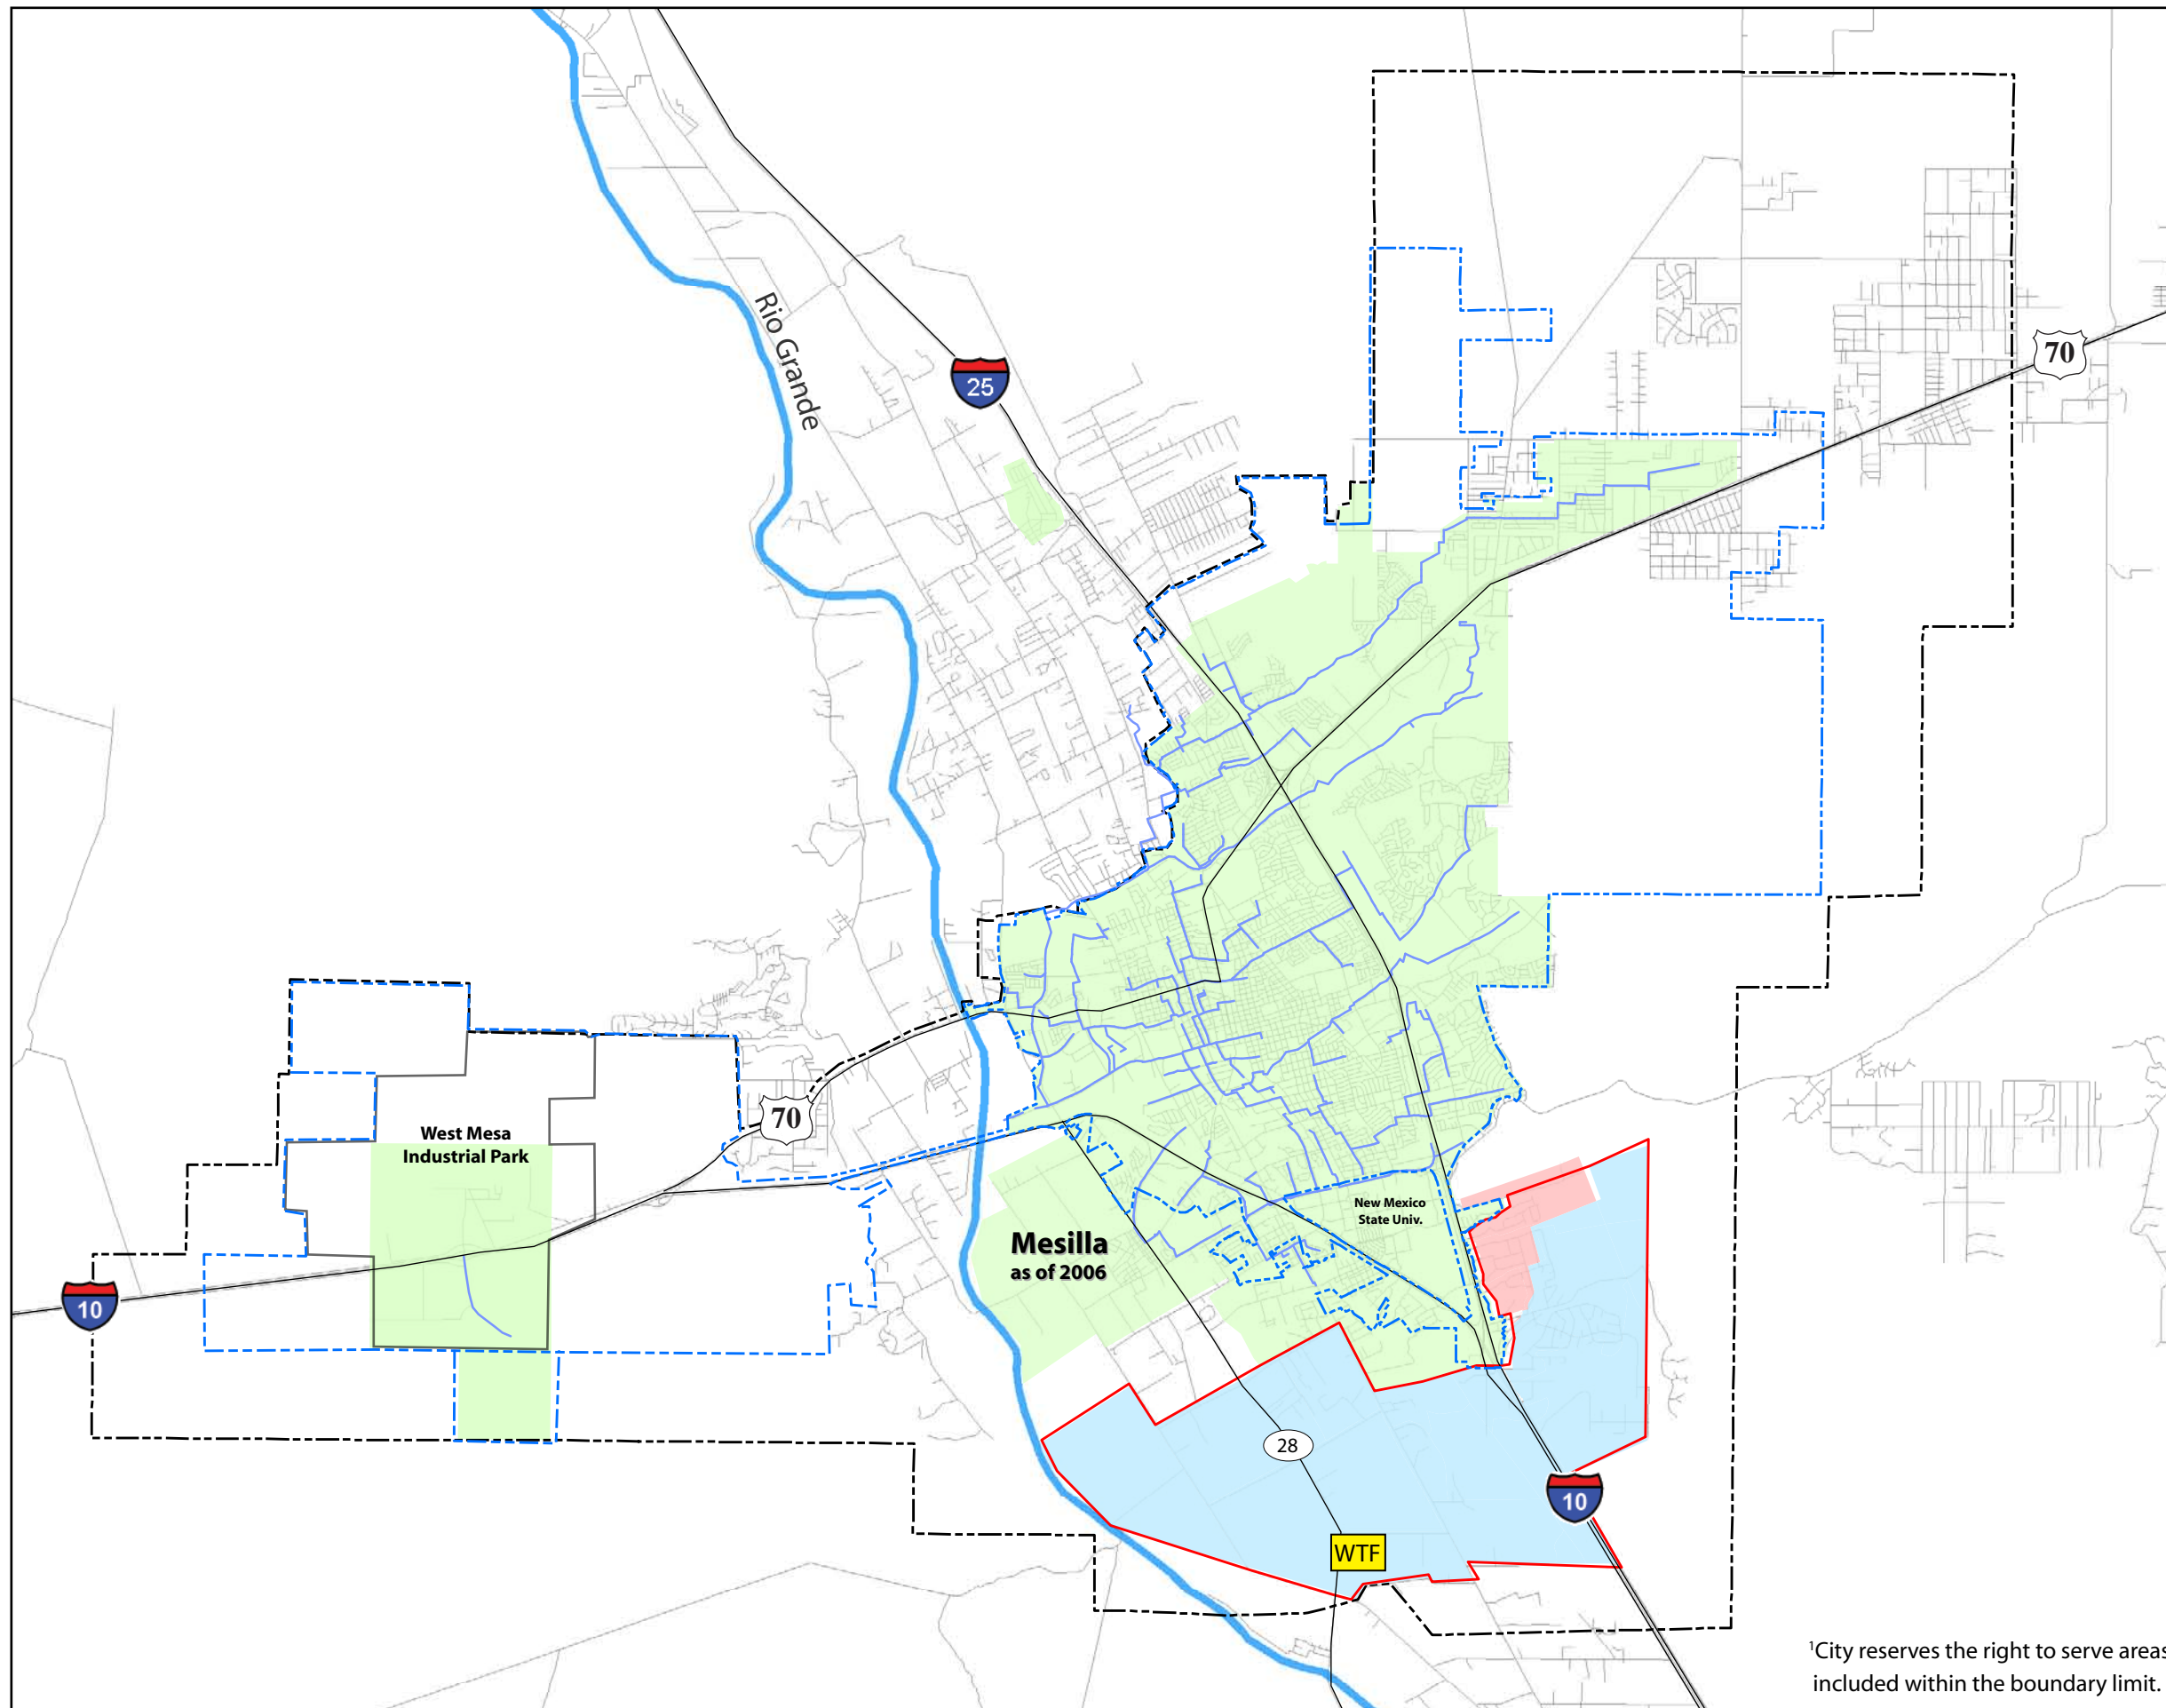 Rio Grande
25
70
70
West Mesa
Industrial Park
New Mexico
State Univ.
Mesilla
as of 2006
10
28
10
WTF
¹City reserves the right to serve areas
included within the boundary limit.